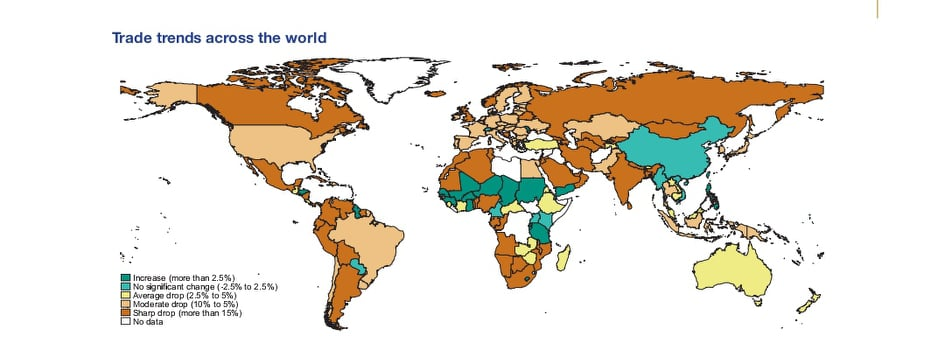 Trade trends across the world
Increase (more than 2.5%)
No significant change (-2.5% to 2.5%)
Average drop (2.5% to 5%)
Moderate drop (10% to 5%)
Sharp drop (more than 15%)
No data